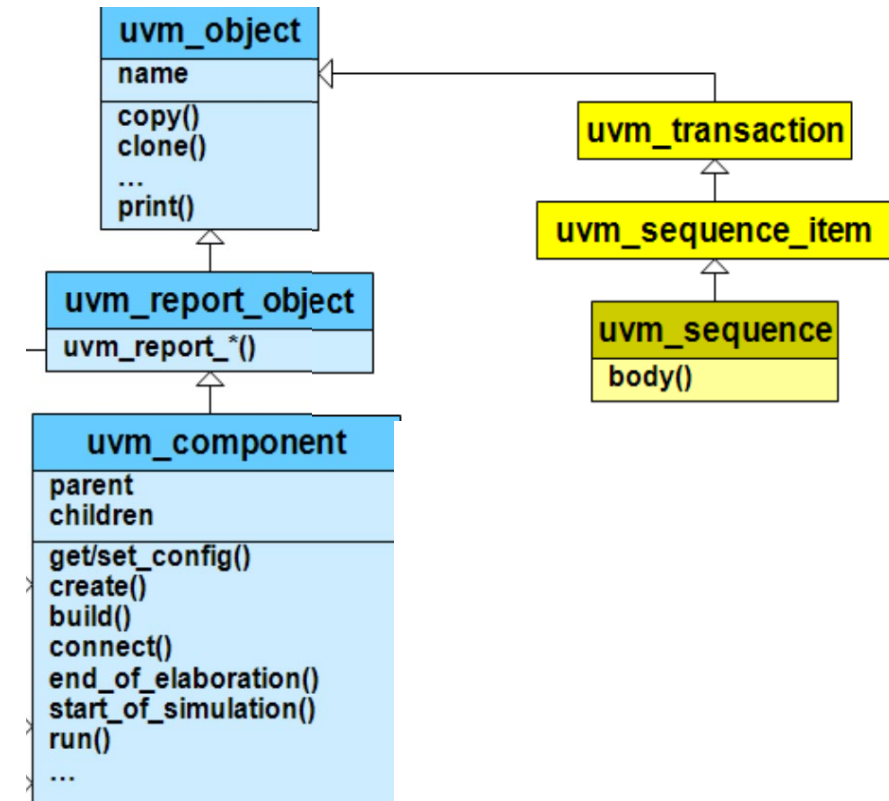 uvm_object
name
copy()
clone()
...
print()
uvm_report_object
uvm_report_*()
uvm_component
parent
children
get/set_config()
create()
build()
connect()
end_of_elaboration()
start_of_simulation()
run()
...
uvm_transaction
uvm_sequence_item
uvm_sequence
body()